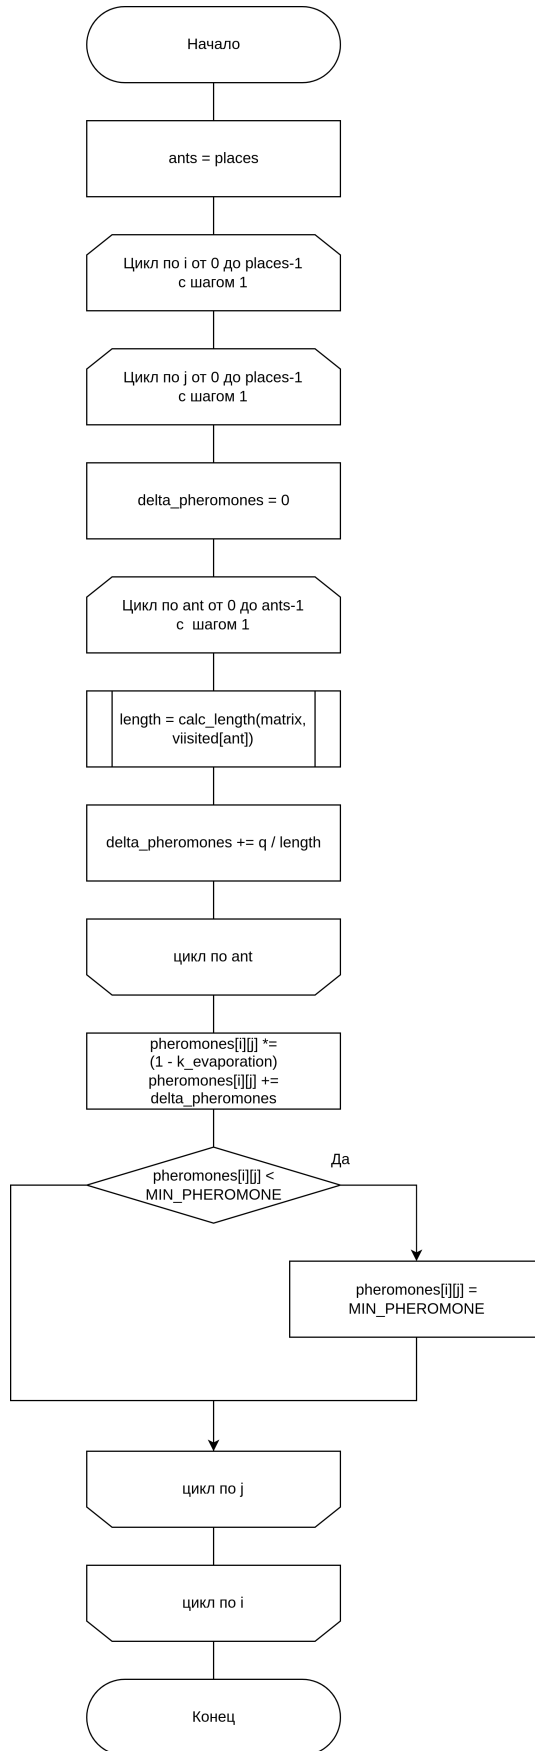 Начало
ants = places
Цикл по i от 0 до places-1
с шагом 1
Цикл по j от 0 до places-1
с шагом 1
delta_pheromones = 0
Цикл по ant от 0 до ants-1
с шагом 1
length = calc_length(matrix,
viisited[ant])
delta_pheromones += q / length
цикл по ant
pheromones[i][j] *=
(1 - k_evaporation)
pheromones[i][j] +=
delta_pheromones
Да
pheromones[i][j] <
MIN_PHEROMONE
pheromones[i][j] =
MIN_PHEROMONE
цикл по j
цикл по i
Конец